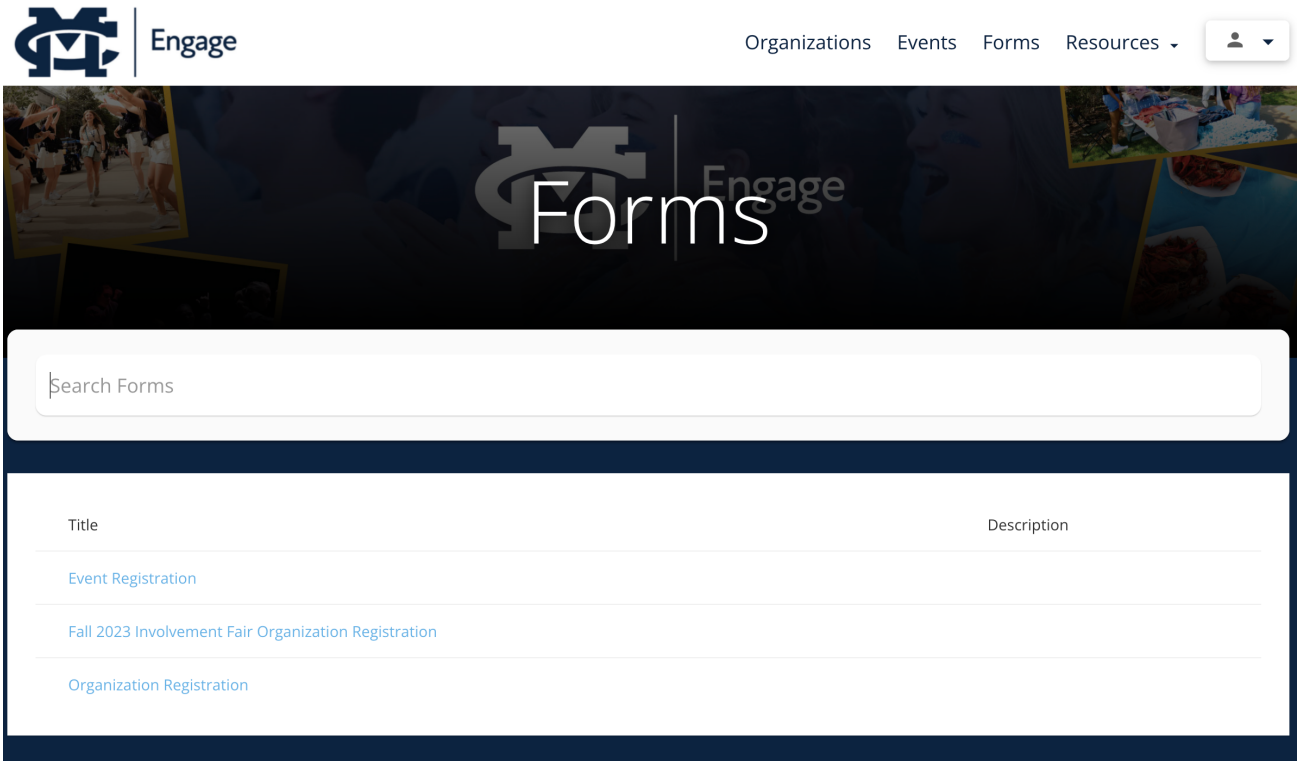 MC Engage
Organizations Events Forms Resources
Engage
Forms
Search Forms
Title Description
Event Registration
Fall 2023 Involvement Fair Organization Registration
Organization Registration